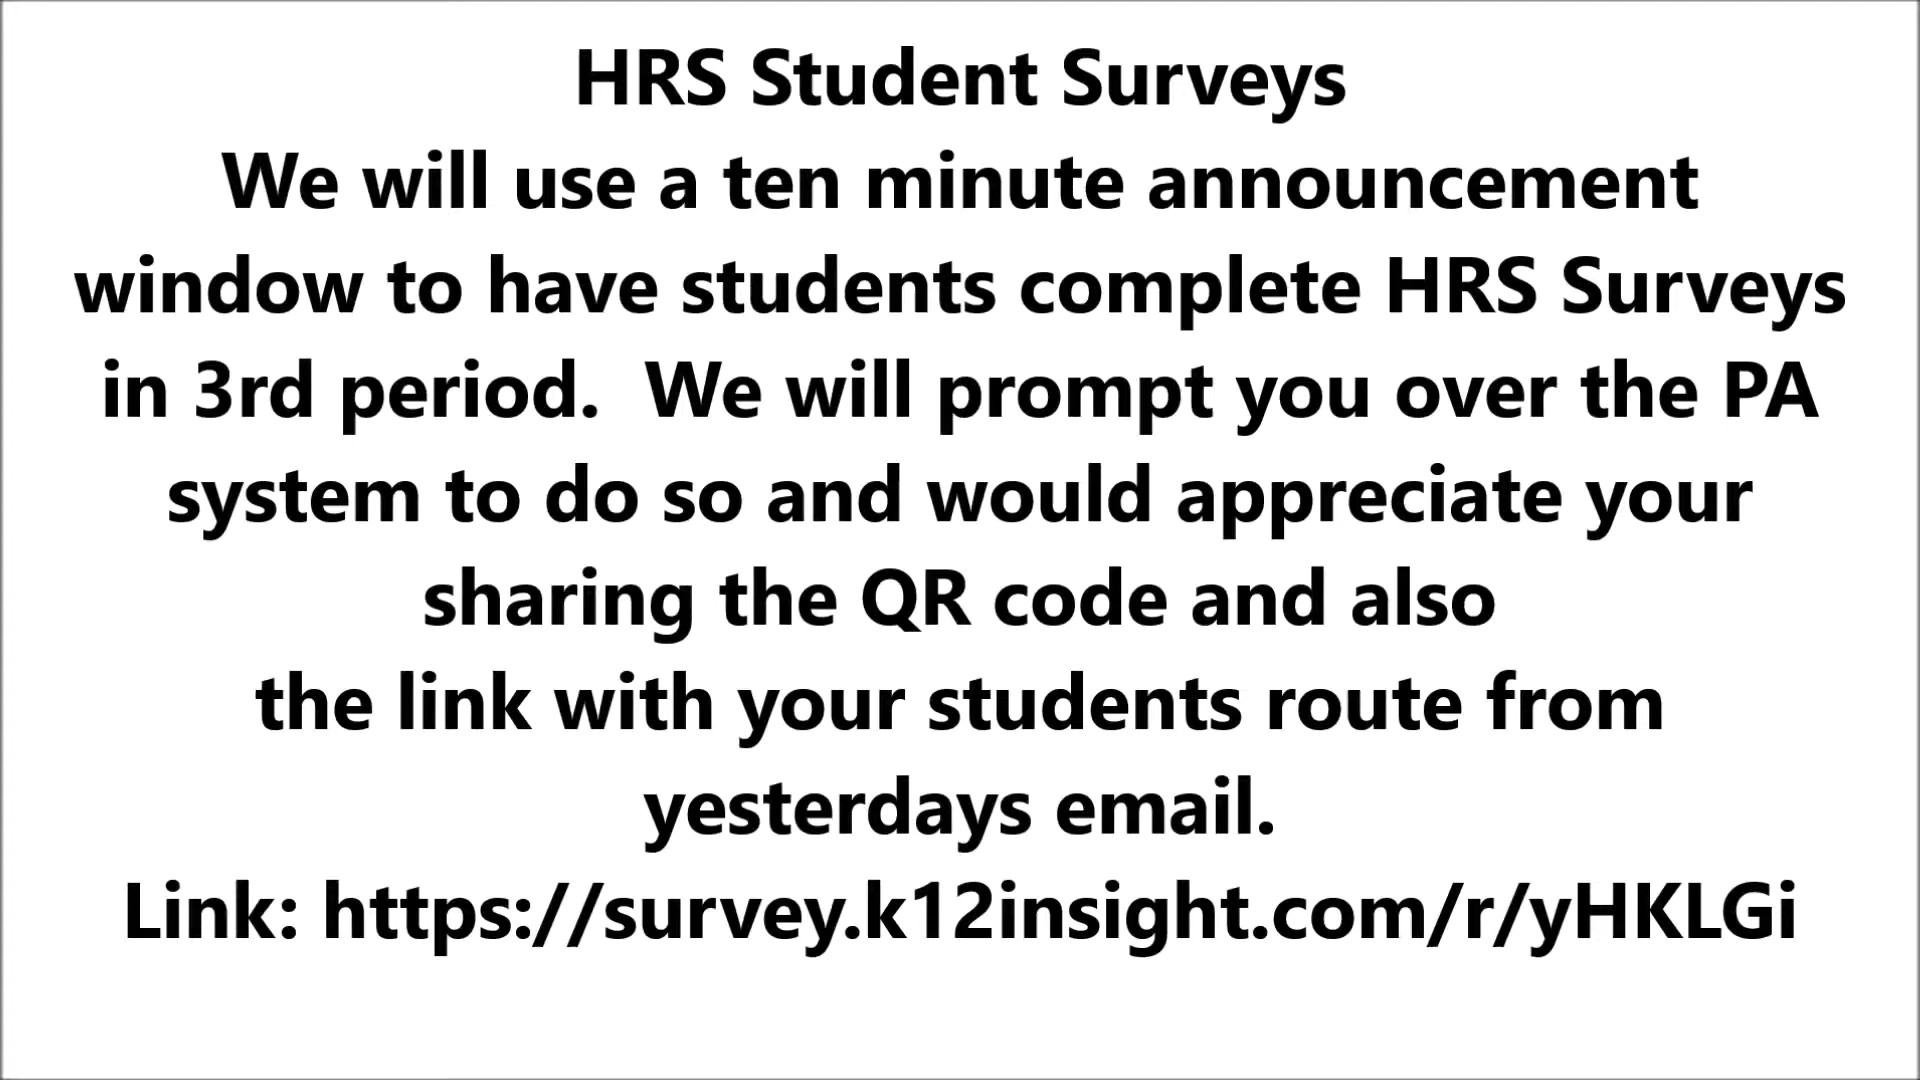 HRS Student Surveys
We will use a ten minute announcement
window to have students complete HRS Surveys
in 3rd period.  We will prompt you over the PA
system to do so and would appreciate your
sharing the QR code and also
the link with your students route from
yesterdays email.
Link: https://survey.k12insight.com/r/yHKLGi